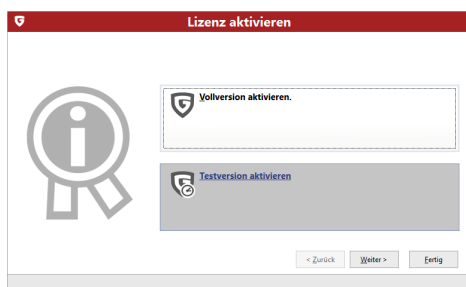 Lizenz aktivieren
Vollversion aktivieren.
Testversion aktivieren
< Zurück Weiter > Fertig